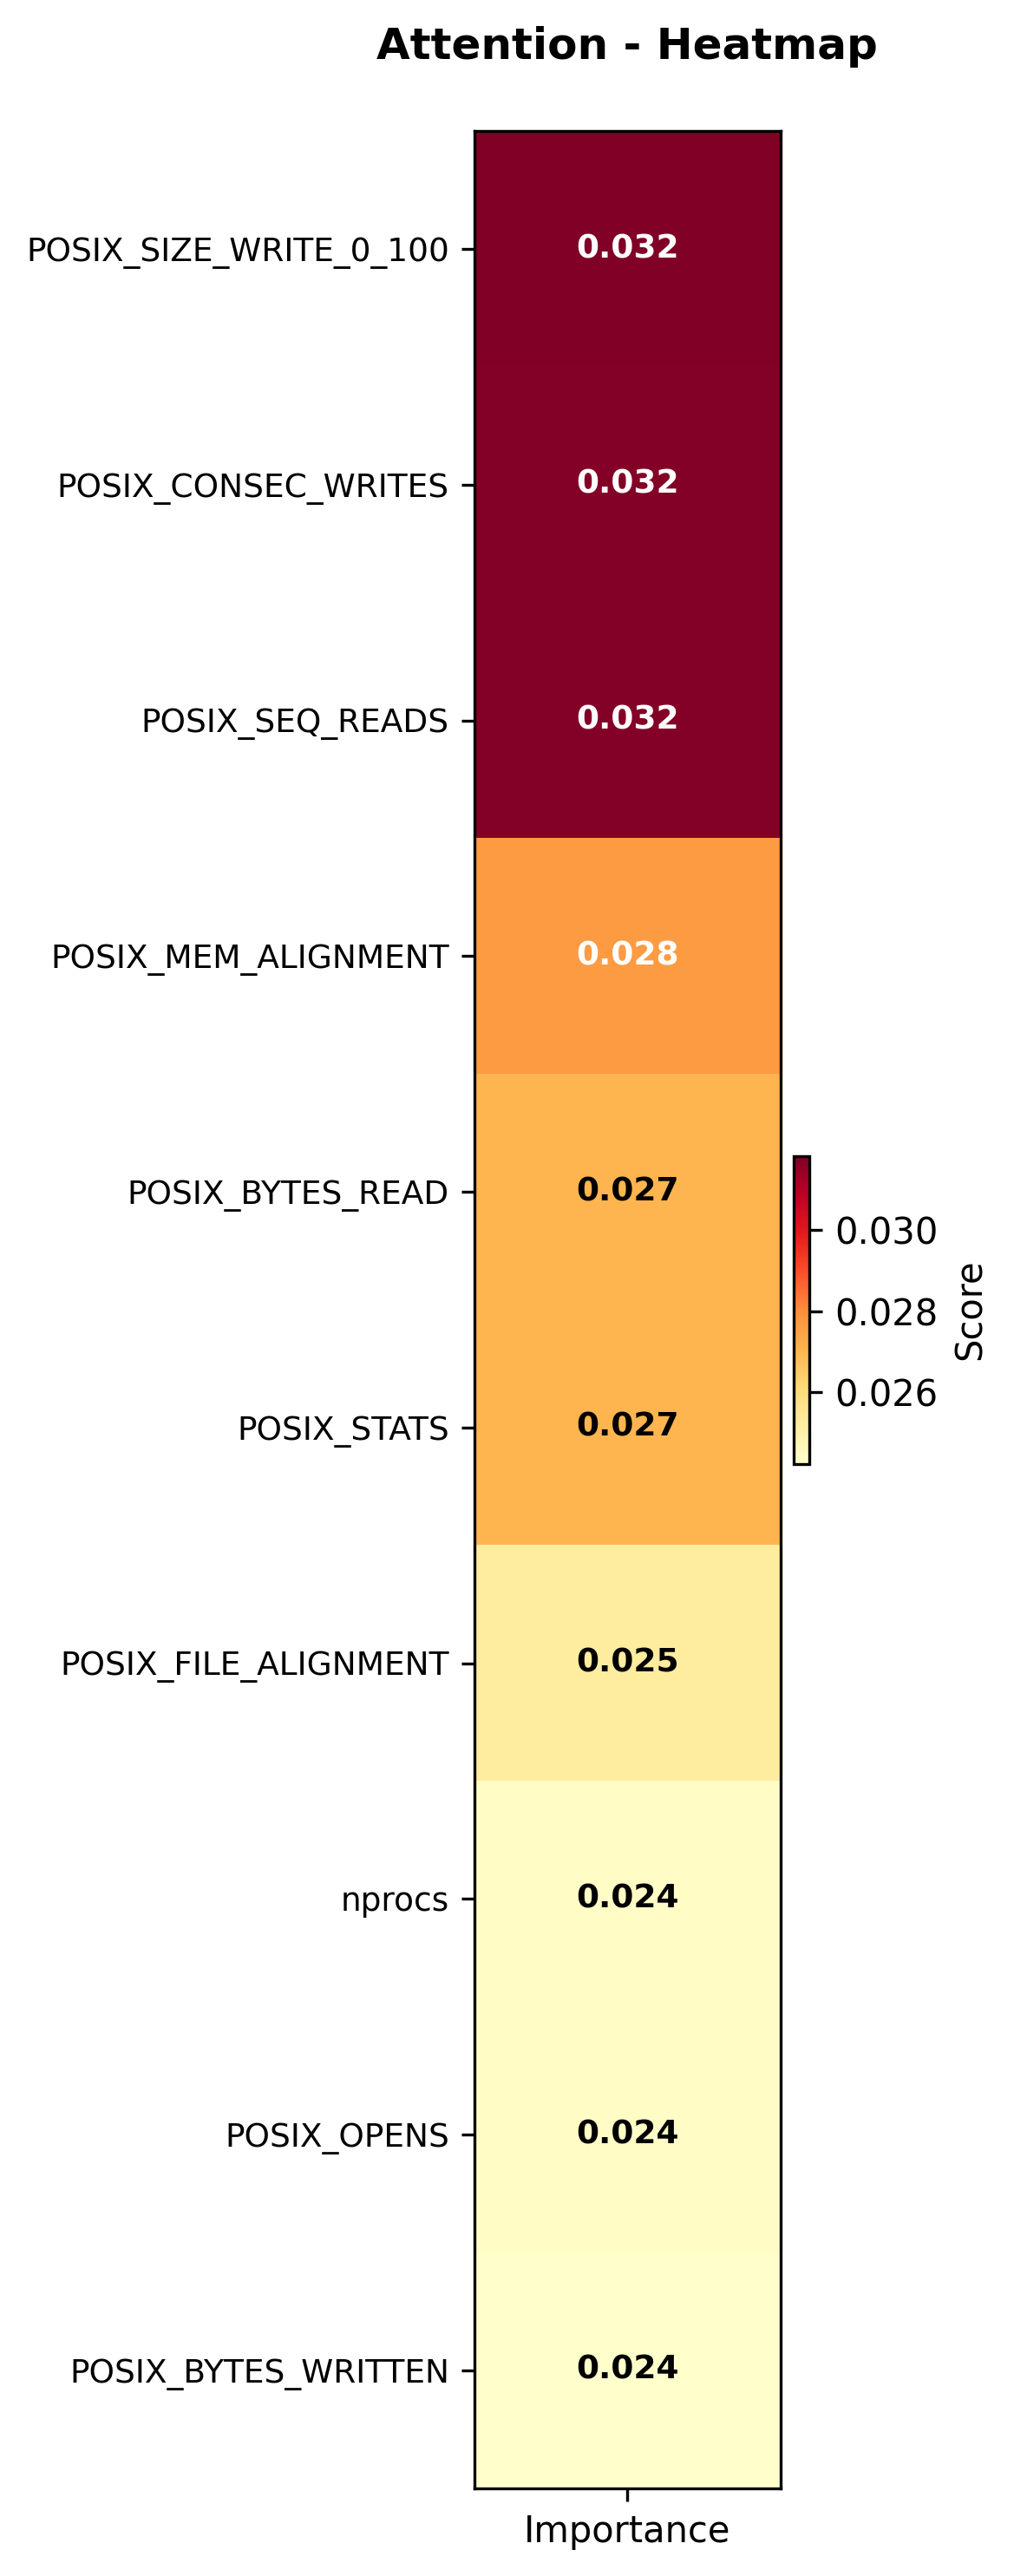 Attention - Heatmap
POSIX_SIZE_WRITE_0_100 0.032
POSIX_CONSEC_WRITES 0.032
POSIX_SEQ_READS 0.032
POSIX_MEM_ALIGNMENT 0.028
POSIX_BYTES_READ 0.027
POSIX_STATS 0.027
POSIX_FILE_ALIGNMENT 0.025
nprocs 0.024
POSIX_OPENS 0.024
POSIX_BYTES_WRITTEN 0.024
Importance
0.030
0.028
0.026
Score